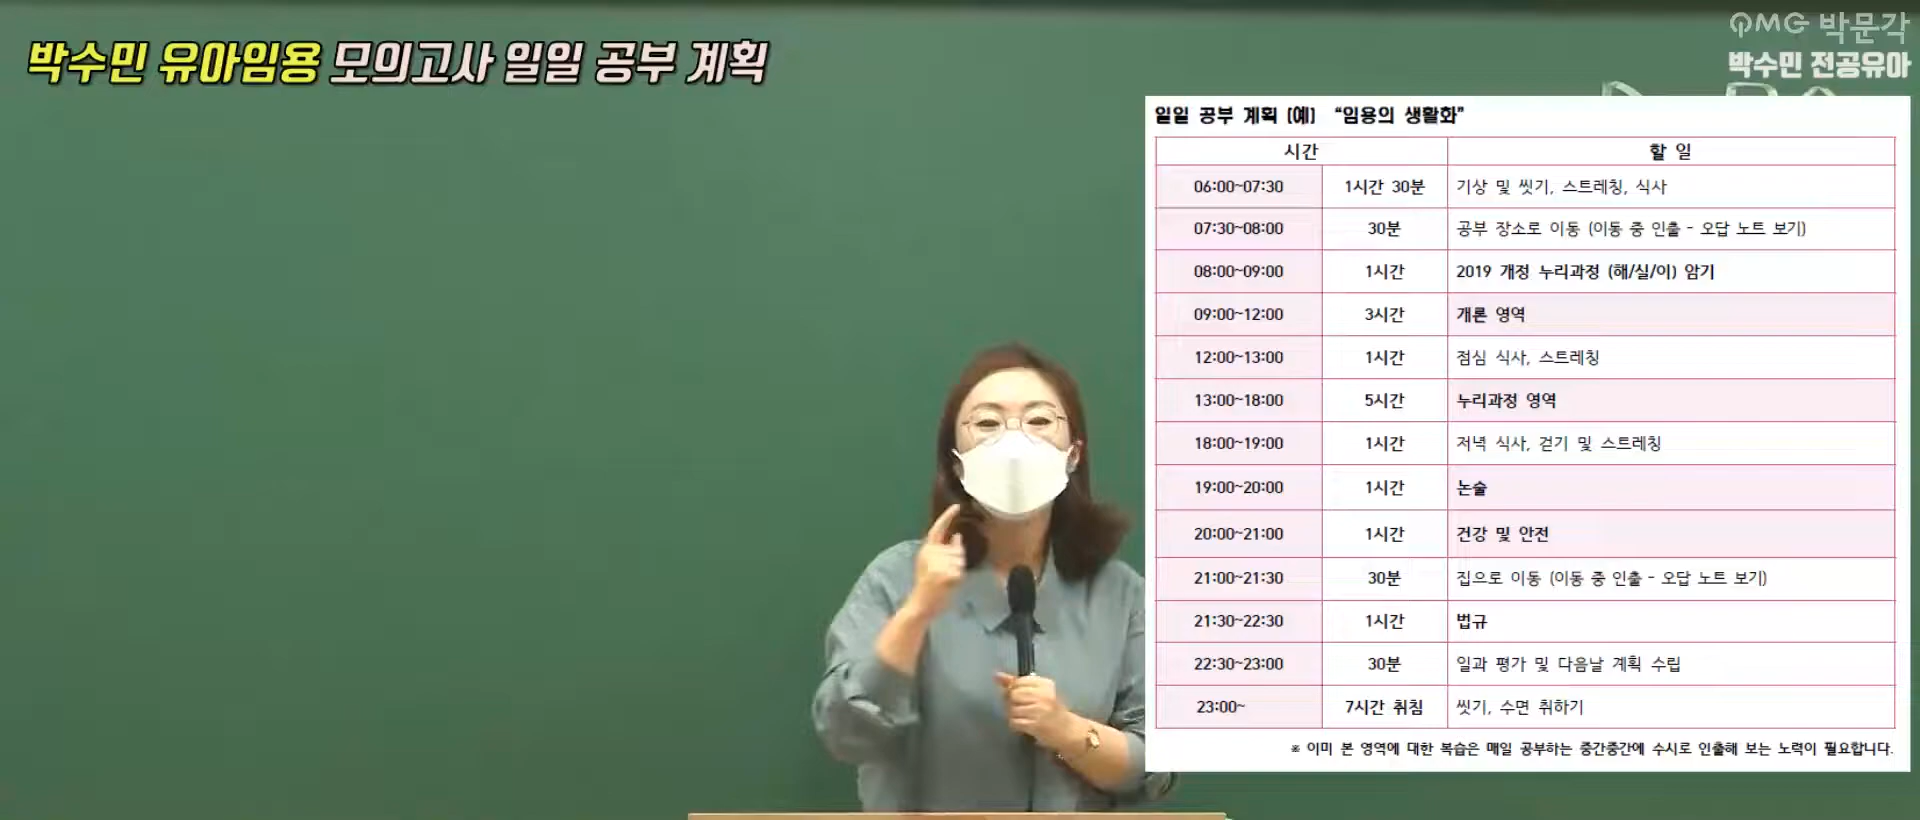 박수민 유아임용 모의고사 일일 공부 계획
PMG 박문각
박수민 전공유아
일일 공부 계획 (예) “임용의 생활화”
시간 할 일
06:00~07:30 1시간 30분 기상 및 씻기, 스트레칭, 식사
07:30~08:00 30분 공부 장소로 이동 (이동 중 인출 - 오답 노트 보기)
08:00~09:00 1시간 2019 개정 누리과정 (해/실/이) 암기
09:00~12:00 3시간 개론 영역
12:00~13:00 1시간 점심 식사, 스트레칭
13:00~18:00 5시간 누리과정 영역
18:00~19:00 1시간 저녁 식사, 걷기 및 스트레칭
19:00~20:00 1시간 논술
20:00~21:00 1시간 건강 및 안전
21:00~21:30 30분 집으로 이동 (이동 중 인출 - 오답 노트 보기)
21:30~22:30 1시간 법규
22:30~23:00 30분 일과 평가 및 다음날 계획 수립
23:00~ 7시간 취침 씻기, 수면 취하기
※ 이미 본 영역에 대한 복습은 매일 공부하는 중간중간에 수시로 인출해 보는 노력이 필요합니다.